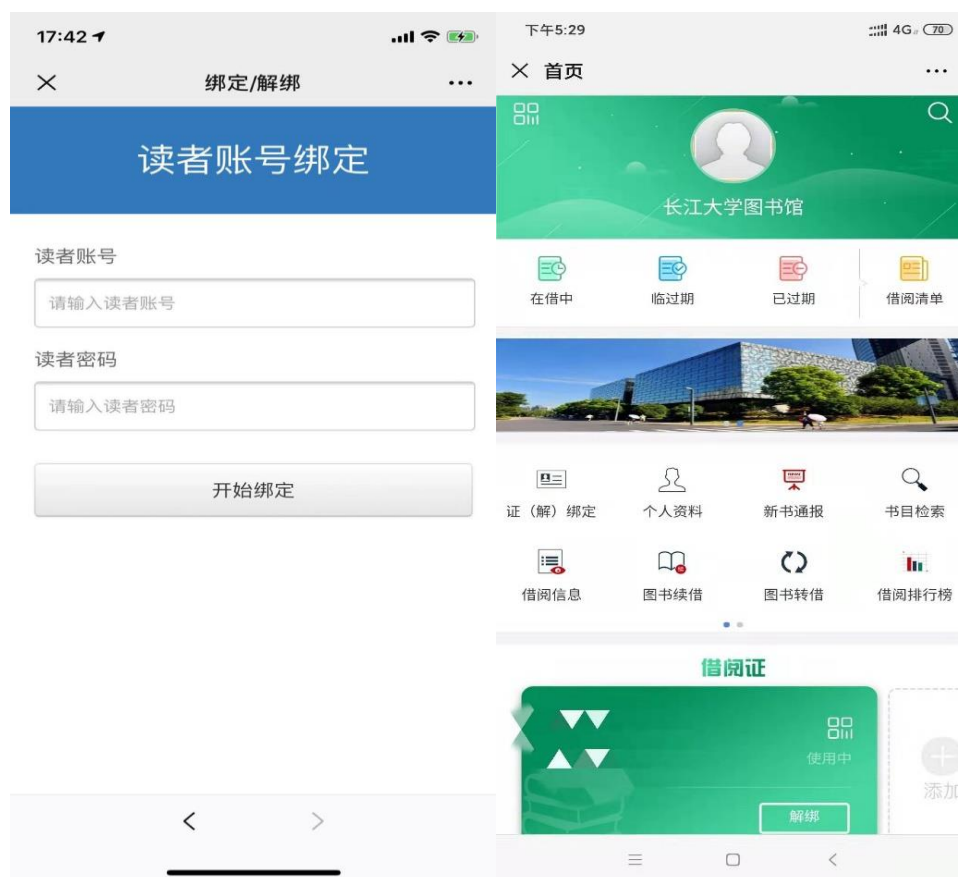 17:42
绑定/解绑
读者账号绑定
读者账号
请输入读者账号
读者密码
请输入读者密码
开始绑定
下午5:29
4G 70
首页
长江大学图书馆
在借中 临过期 已过期 借阅清单
证（解）绑定 个人资料 新书通报 书目检索
借阅信息 图书续借 图书转借 借阅排行榜
借阅证
使用中
添加
解绑